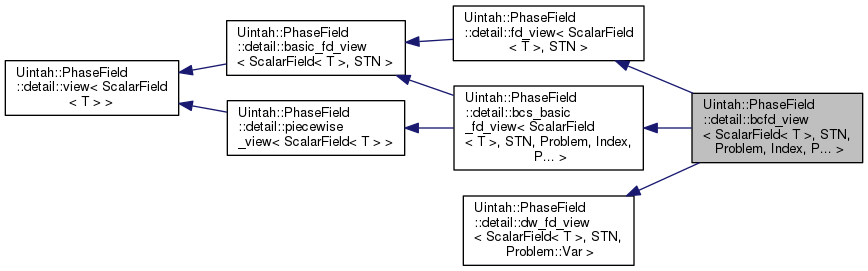 Uintah::PhaseField
::detail::view< ScalarField
< T > >
Uintah::PhaseField
::detail::basic_fd_view
< ScalarField< T >, STN >
Uintah::PhaseField
::detail::piecewise
_view< ScalarField< T > >
Uintah::PhaseField
::detail::fd_view< ScalarField
< T >, STN >
Uintah::PhaseField
::detail::bcs_basic
_fd_view< ScalarField
< T >, STN, Problem, Index,
P... >
Uintah::PhaseField
::detail::dw_fd_view
< ScalarField< T >, STN,
Problem::Var >
Uintah::PhaseField
::detail::bcfd_view
< ScalarField< T >, STN,
Problem, Index, P... >